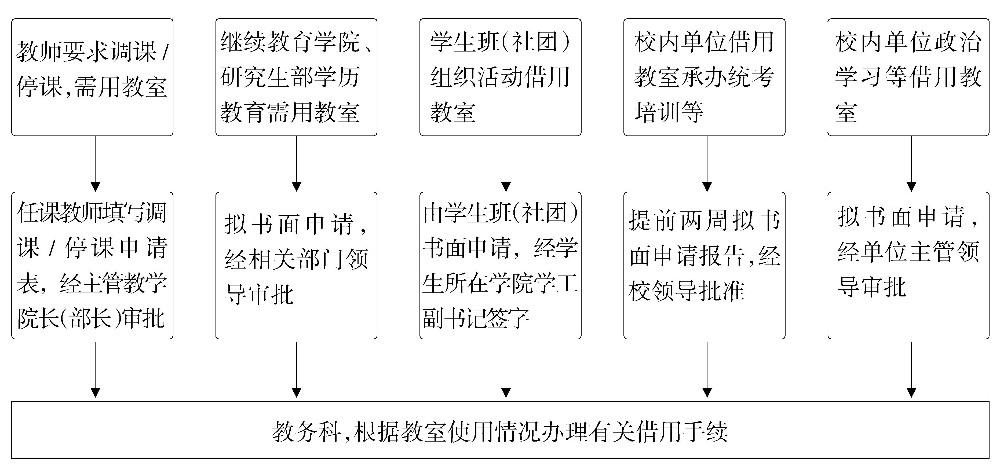 教师要求调课/
停课,需用教室
继续教育学院、
研究生部学历
教育需用教室
学生班(社团)
组织活动借用
教室
校内单位借用
教室承办统考
培训等
校内单位政治
学习等借用教
室
任课教师填写调
课/停课申请
表,经主管教学
院长(部长)审批
拟书面申请,
经相关部门领
导审批
由学生班(社团)
书面申请,经学
生所在学院学工
副书记签字
提前两周拟书
面申请报告,经
校领导批准
拟书面申请,
经单位主管领
导审批
教务科,根据教室使用情况办理有关借用手续